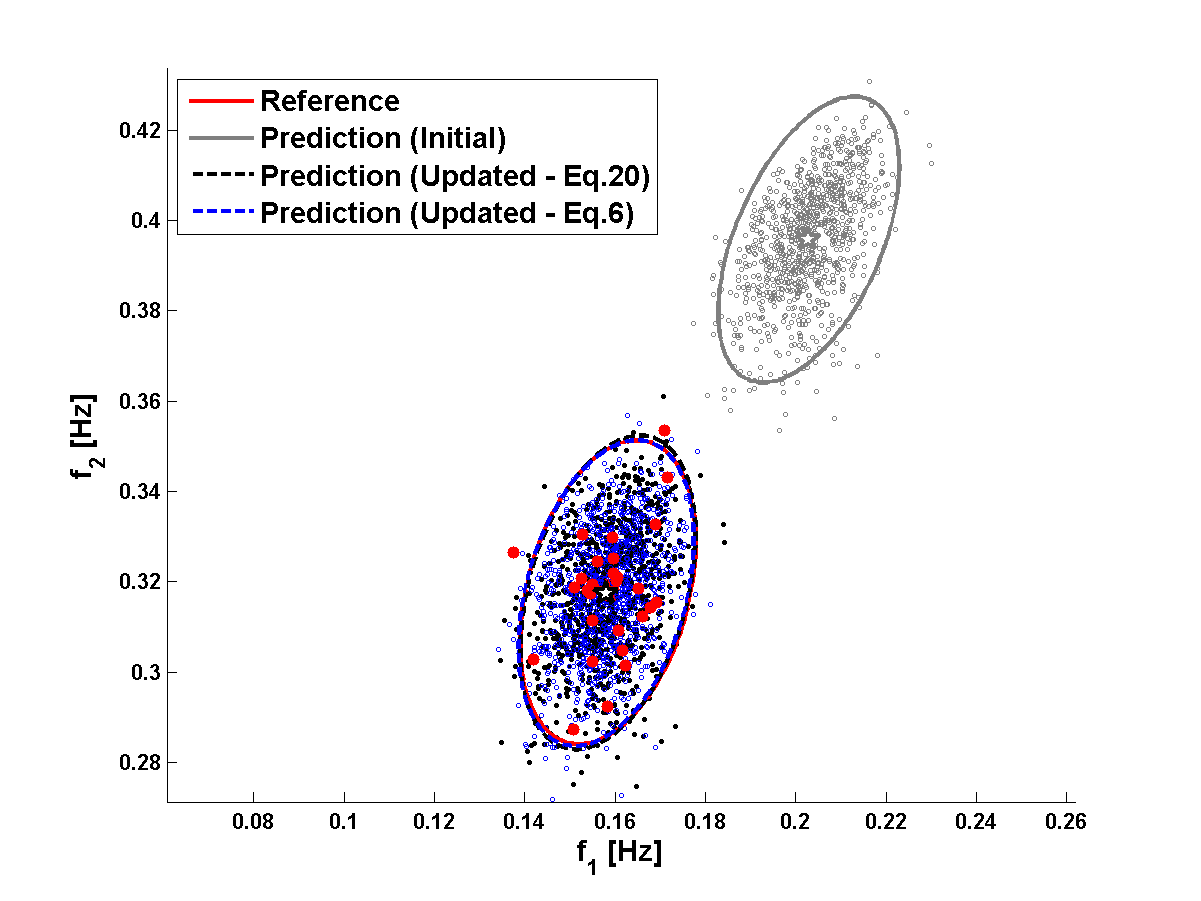 Reference
Prediction (Initial)
Prediction (Updated - Eq.20)
Prediction (Updated - Eq.6)
0.42
0.4
0.38
0.36
0.34
0.32
0.3
0.28
f2 [Hz]
0.08 0.1 0.12 0.14 0.16 0.18 0.2 0.22 0.24 0.26
f1 [Hz]